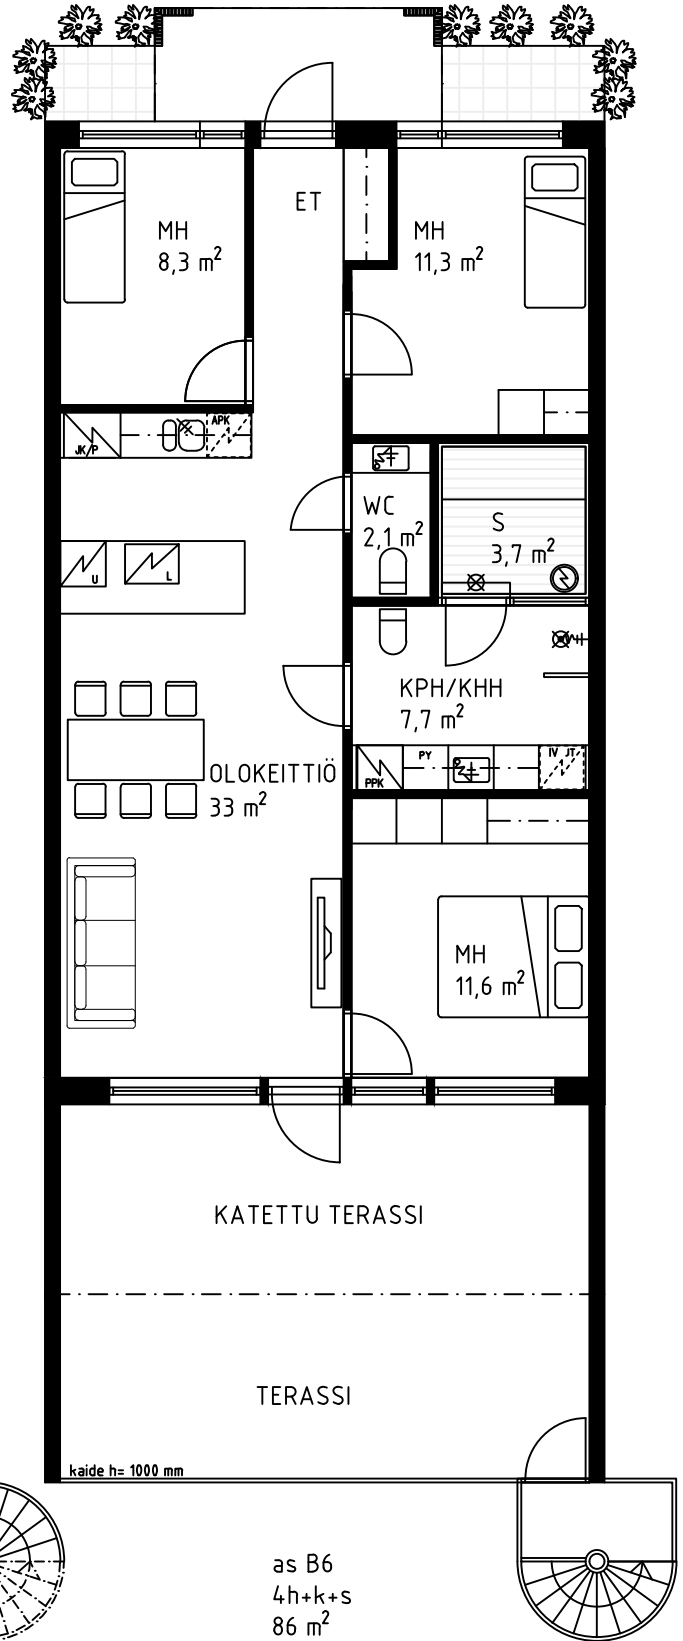 ET
MH
8,3 m²
MH
11,3 m²
APK
JK/P
WC
2,1 m²
S
3,7 m²
U
L
KPH/KHH
7,7 m²
PY
IV JT
PPK
OLOKEITTIÖ
33 m²
MH
11,6 m²
KATETTU TERASSI
TERASSI
kaide h= 1000 mm
as B6
4h+k+s
86 m²